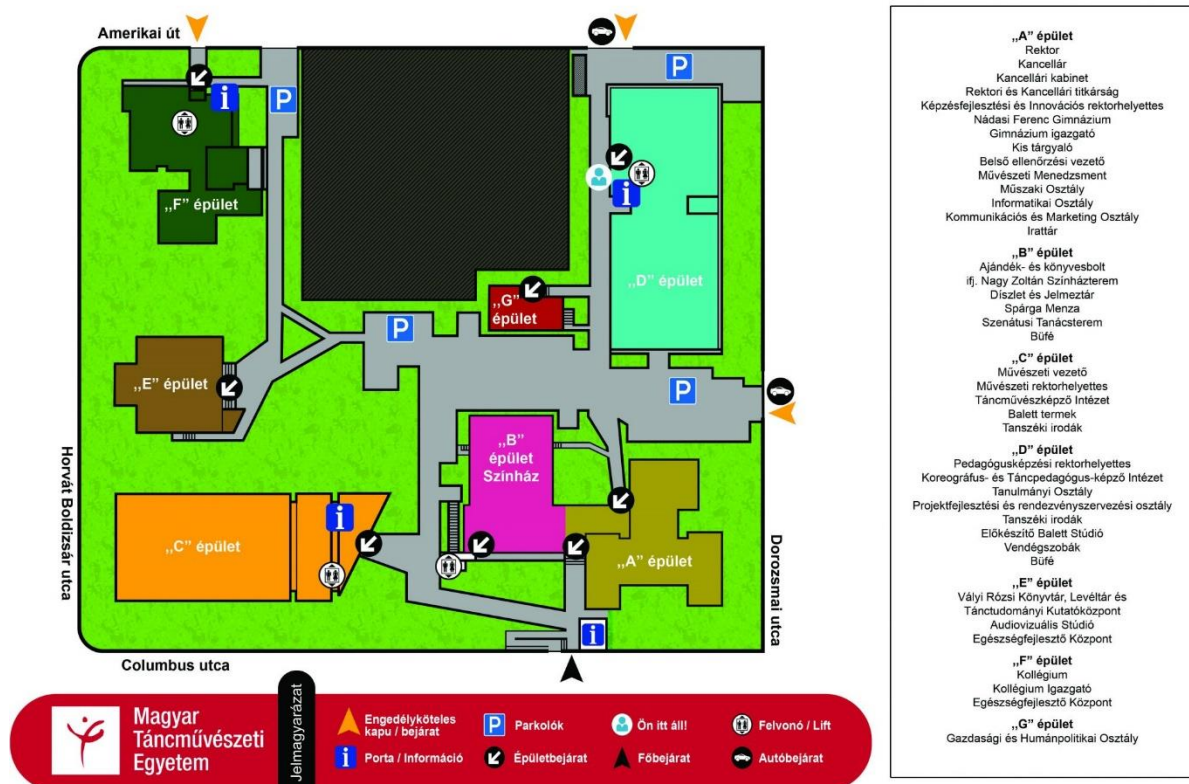 Amerikai út
P
P
i
i
„F” épület
„D” épület
„G”
épület
P
P
„E” épület
„B”
épület
Színház
Horvát Boldizsár utca
i
„C” épület
„A” épület
Dorozsmai utca
i
Columbus utca
Magyar
Táncművészeti
Egyetem
Jelmagyarázat
Engedélyköteles
kapu / bejárat
P Parkolók
Ön itt áll!
Felvonó / Lift
i Porta / Információ
Épületbejárat
Főbejárat
Autóbejárat
„A” épület
Rektor
Kancellár
Kancellári kabinet
Rektori és Kancellári titkárság
Képzésfejlesztési és Innovációs rektorhelyettes
Nádasi Ferenc Gimnázium
Gimnázium igazgató
Kis tárgyaló
Belső ellenőrzési vezető
Művészeti Menedzsment
Műszaki Osztály
Informatikai Osztály
Kommunikációs és Marketing Osztály
Irattár
„B” épület
Ajándék- és könyvesbolt
ifj. Nagy Zoltán Színházterem
Díszlet és Jelmeztár
Spárga Menza
Szenátusi Tanácsterem
Büfé
„C” épület
Művészeti vezető
Művészeti rektorhelyettes
Táncművészképző Intézet
Balett termek
Tanszéki irodák
„D” épület
Pedagógusképzési rektorhelyettes
Koreográfus- és Táncpedagógus-képző Intézet
Tanulmányi Osztály
Projektfejlesztési és rendezvényszervezési osztály
Tanszéki irodák
Előkészítő Balett Stúdió
Vendégszobák
Büfé
„E” épület
Vályi Rózsi Könyvtár, Levéltár és
Tánctudományi Kutatóközpont
Audiovizuális Stúdió
Egészségfejlesztő Központ
„F” épület
Kollégium
Kollégium Igazgató
Egészségfejlesztő Központ
„G” épület
Gazdasági és Humánpolitikai Osztály